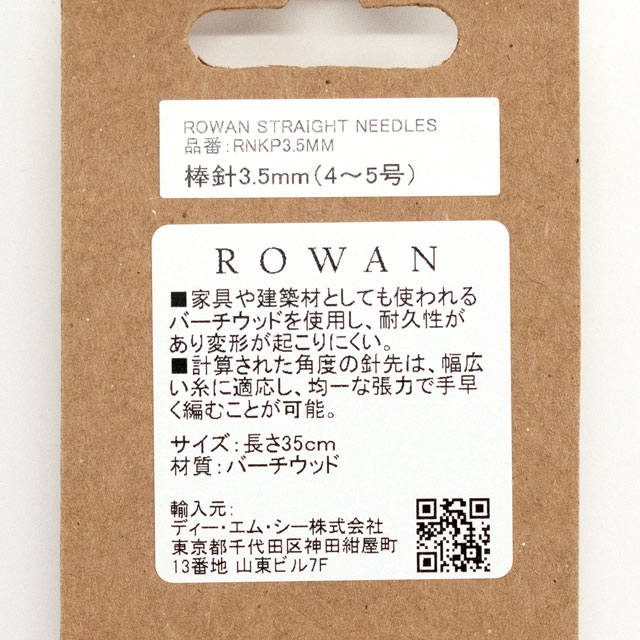 ROWAN STRAIGHT NEEDLES
品番：RNKP3.5MM
棒針3.5mm（4～5号）
ROWAN
■家具や建築材としても使われる
バーチウッドを使用し、耐久性が
あり変形が起こりにくい。
■計算された角度の針先は、幅広
い糸に適応し、均一な張力で手早
く編むことが可能。
サイズ：長さ35cm
材質：バーチウッド
輸入元：
ディー・エム・シー株式会社
東京都千代田区神田紺屋町
13番地 山東ビル7F